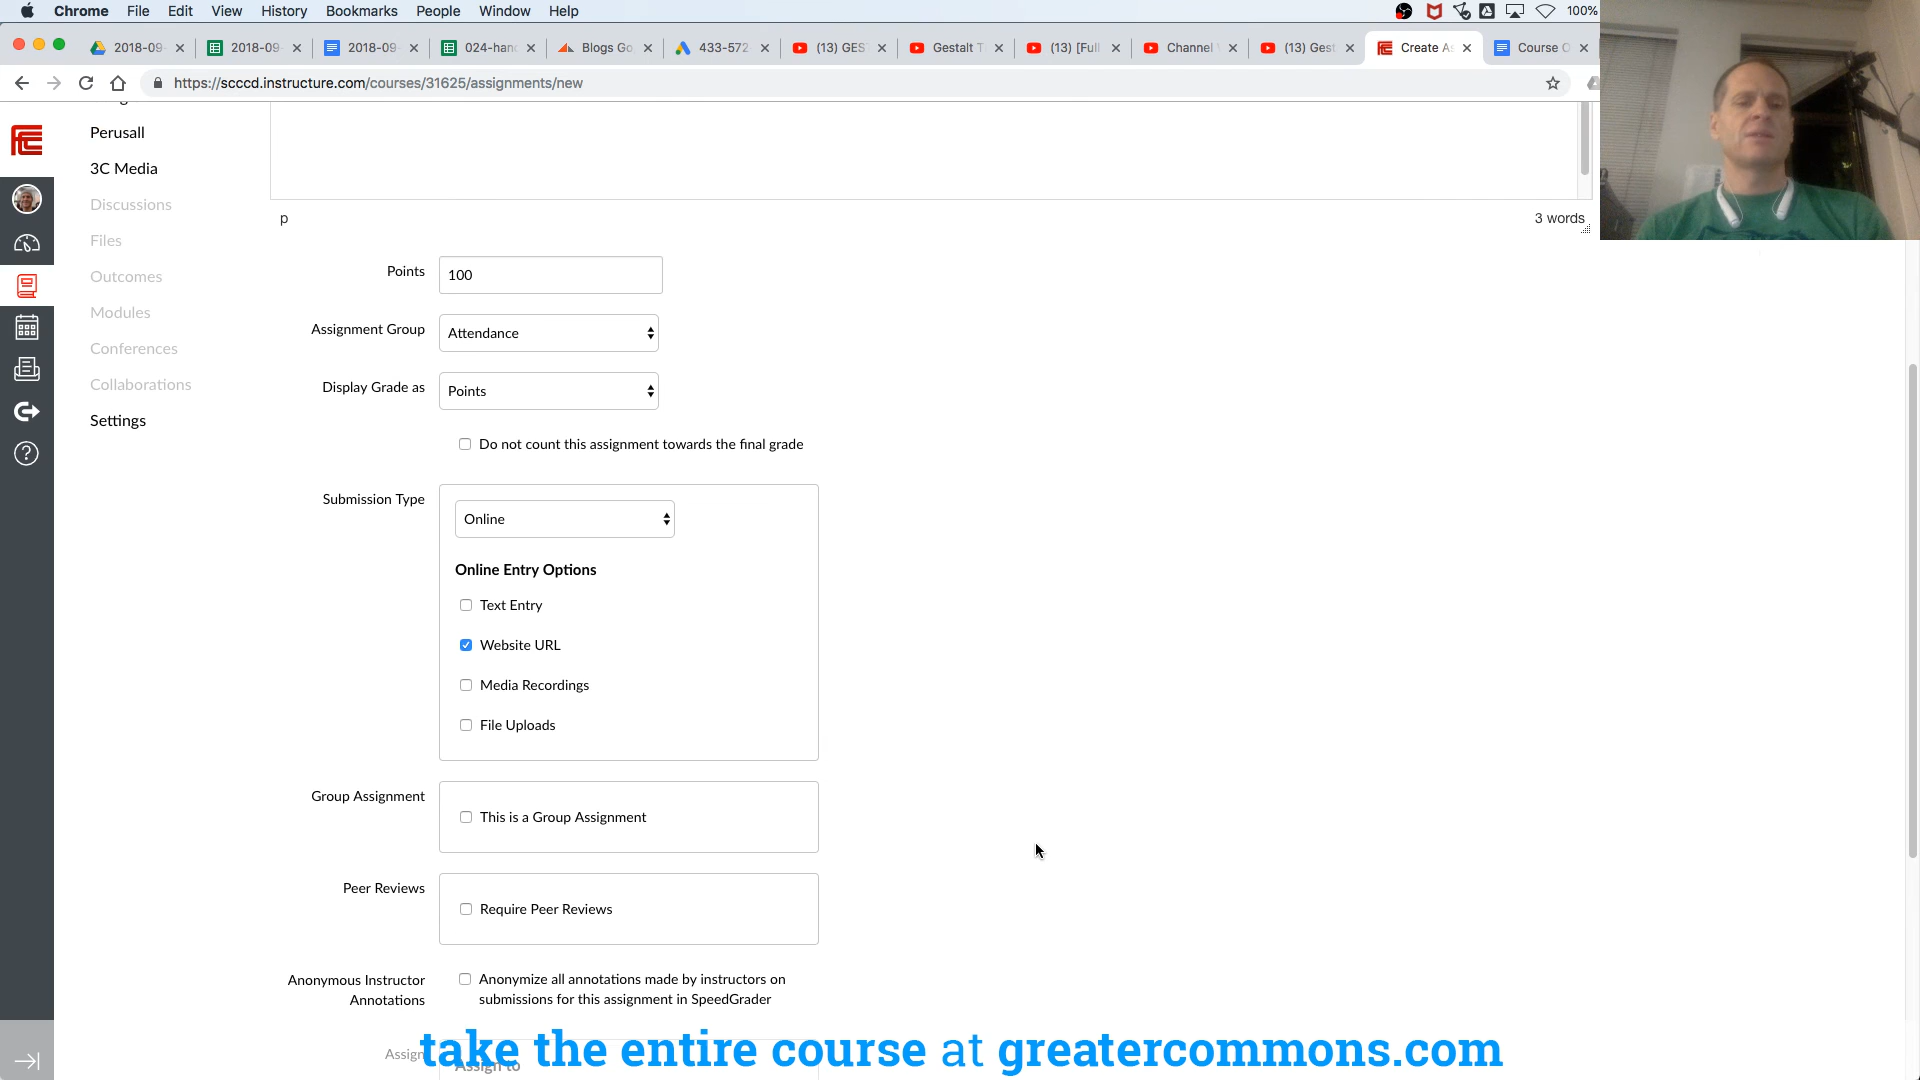 Chrome File Edit View History Bookmarks People Window Help 100%
2018-09- 2018-09- 2018-09- 024-han Blogs Go 433-572 (13) GES Gestalt T (13) [Full Channel (13) Gest Create As Course O
https://scccd.instructure.com/courses/31625/assignments/new
Perusall
3C Media
Discussions
Files
Outcomes
Modules
Conferences
Collaborations
Settings
p
3 words
Points 100
Assignment Group Attendance
Display Grade as Points
Do not count this assignment towards the final grade
Submission Type Online
Online Entry Options
Text Entry
Website URL
Media Recordings
File Uploads
Group Assignment This is a Group Assignment
Peer Reviews Require Peer Reviews
Anonymous Instructor Annotations
Anonymize all annotations made by instructors on
submissions for this assignment in SpeedGrader
Assign
Assign to
take the entire course at greatercommons.com